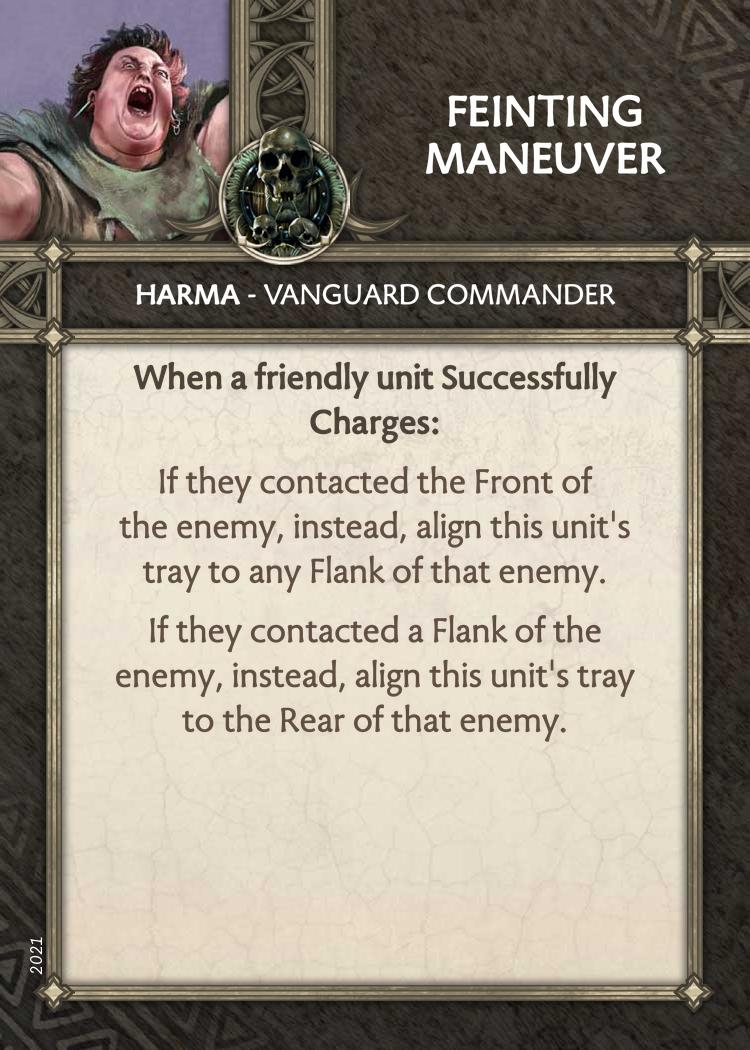 FEINTING
MANEUVER
HARMA - VANGUARD COMMANDER
When a friendly unit Successfully
Charges:
If they contacted the Front of
the enemy, instead, align this unit's
tray to any Flank of that enemy.
If they contacted a Flank of the
enemy, instead, align this unit's tray
to the Rear of that enemy.
2021